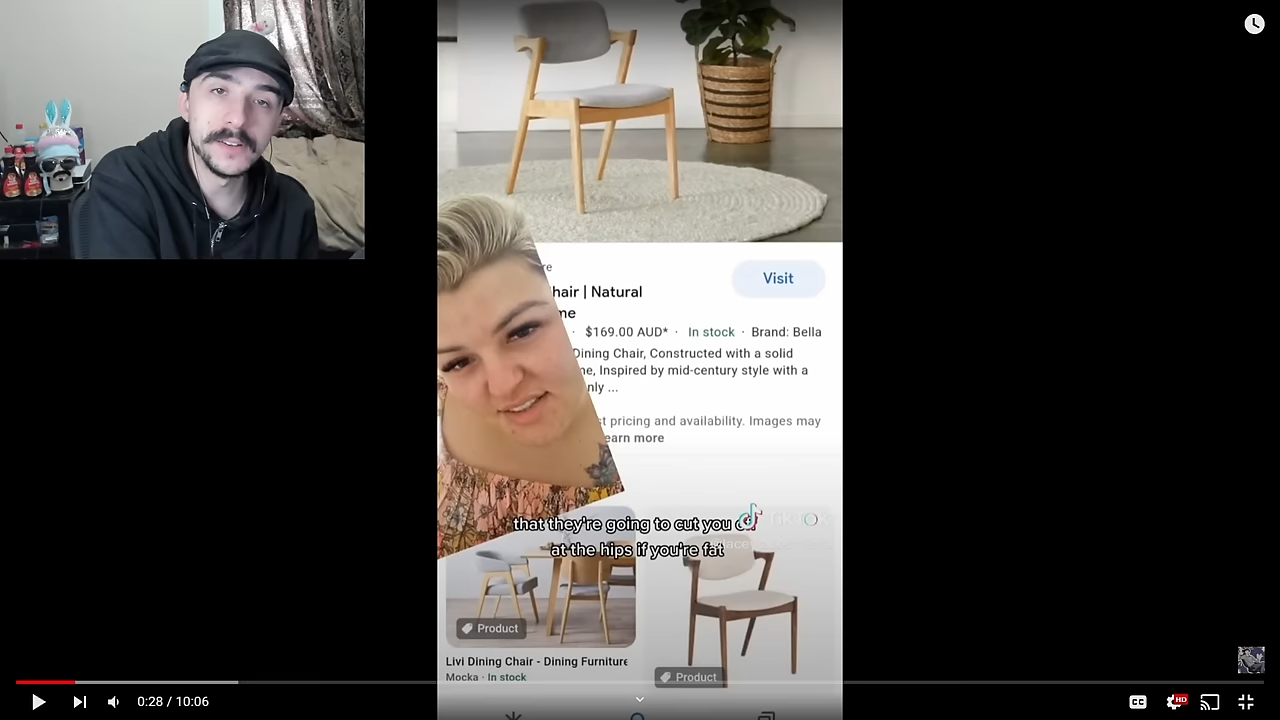 Visit
hair | Natural
me
· $169.00 AUD* · In stock · Brand: Bella
Dining Chair, Constructed with a solid
ne, Inspired by mid-century style with a
nly ...
st pricing and availability. Images may
earn more
TikTok
that they're going to cut you
at the hips if you're fat
Product
Livi Dining Chair - Dining Furniture
Mocka · In stock
Product
0:28 / 10:06
CC
HD